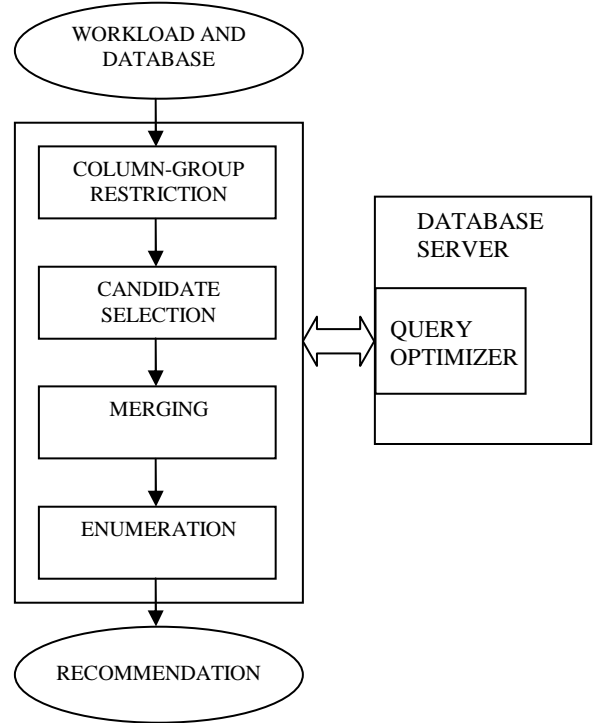 WORKLOAD AND
DATABASE
COLUMN-GROUP
RESTRICTION
CANDIDATE
SELECTION
MERGING
ENUMERATION
RECOMMENDATION
DATABASE
SERVER
QUERY
OPTIMIZER